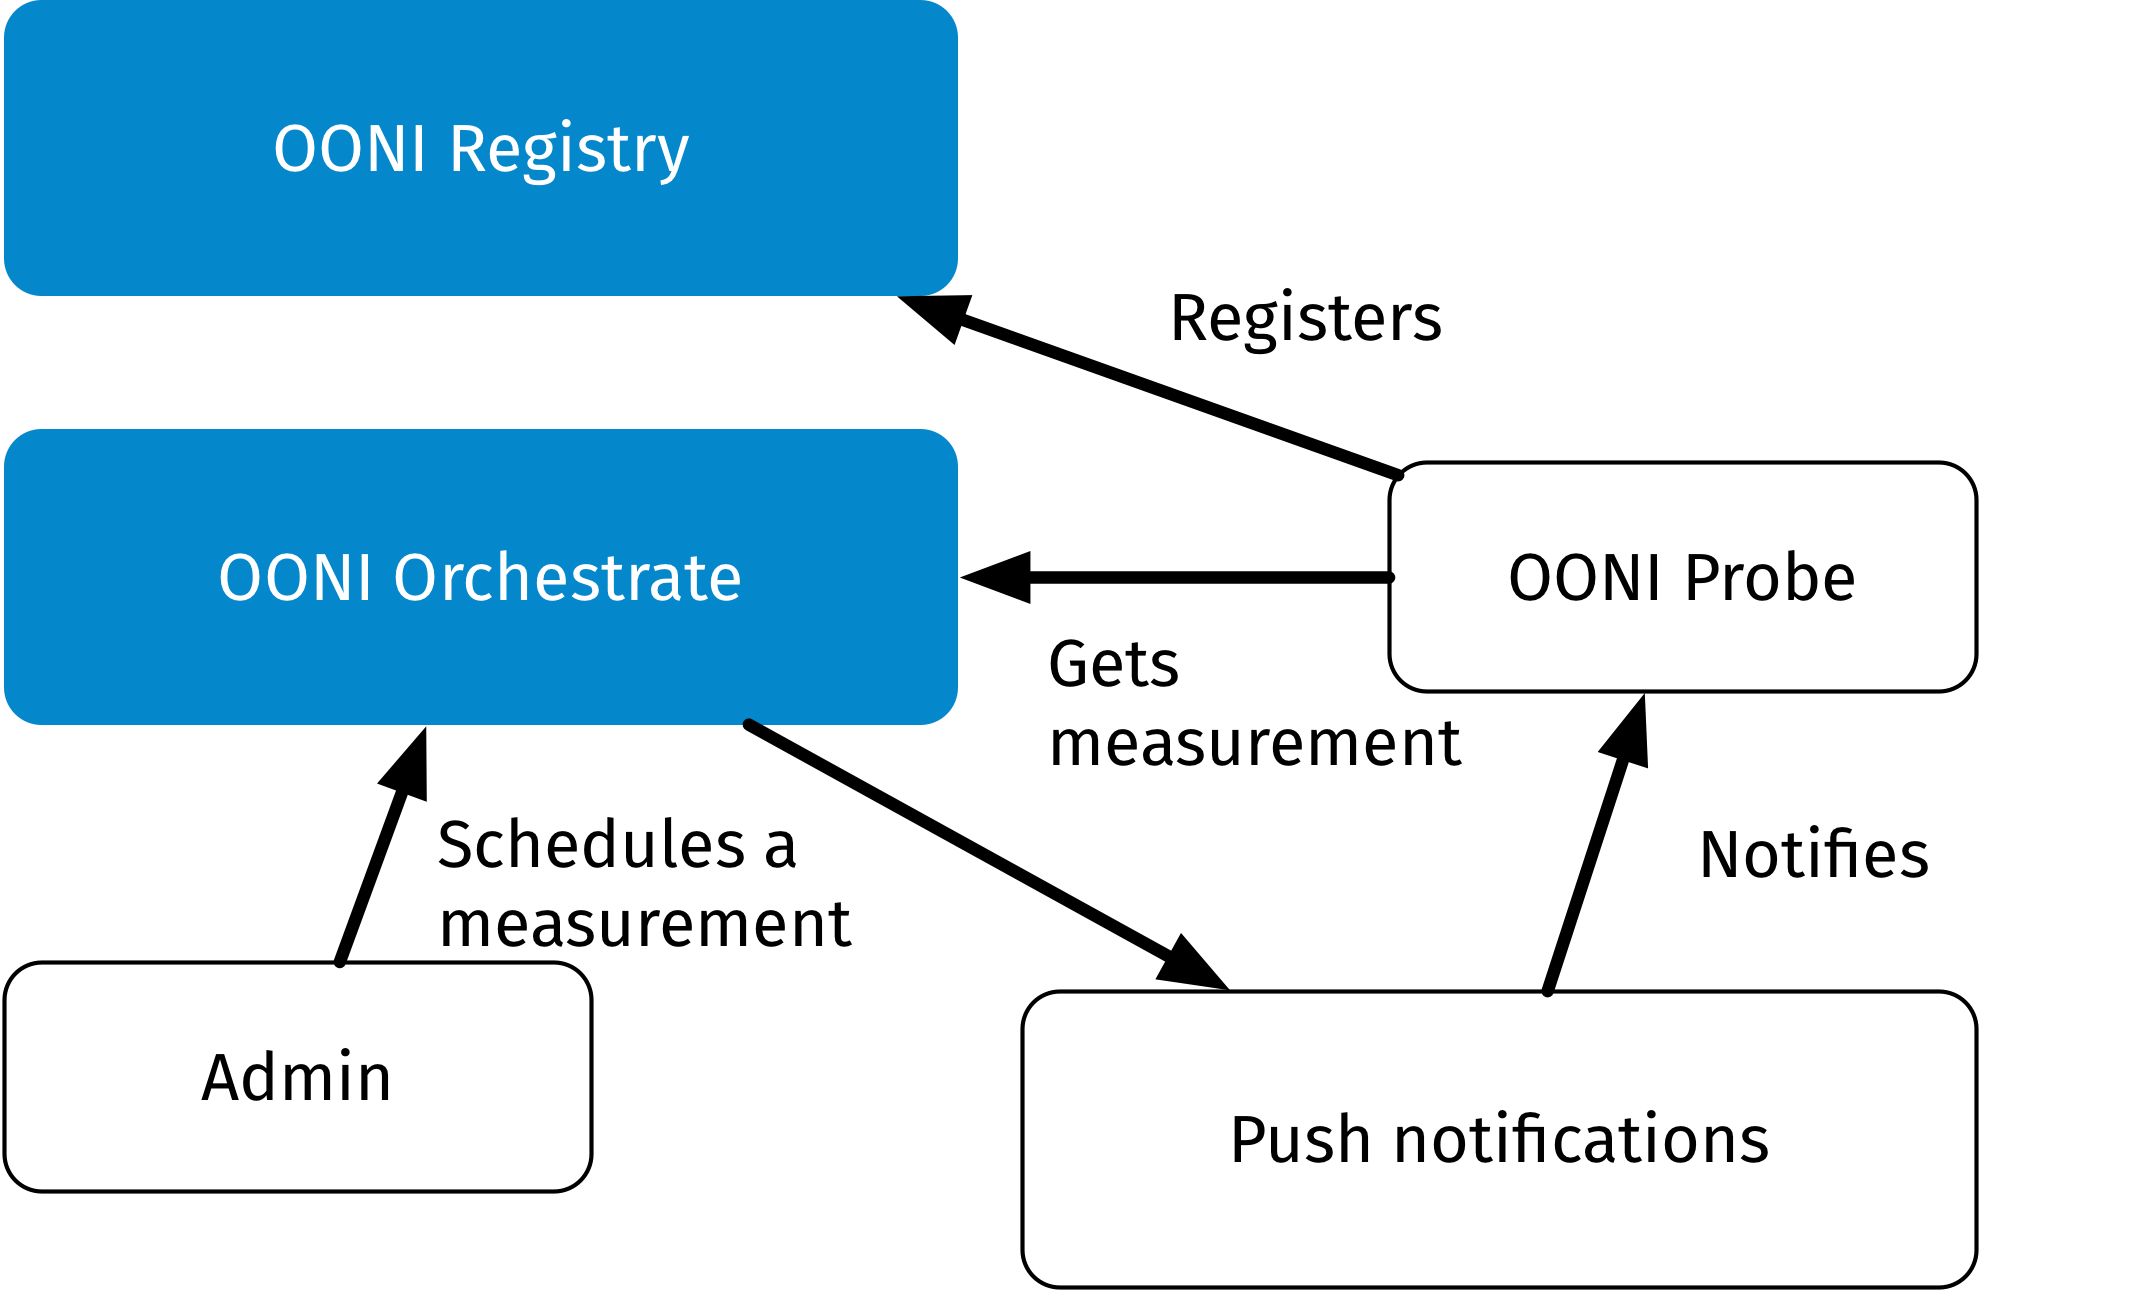 OONI Registry
Registers
OONI Orchestrate
OONI Probe
Gets
measurement
Schedules a
measurement
Notifies
Admin
Push notifications